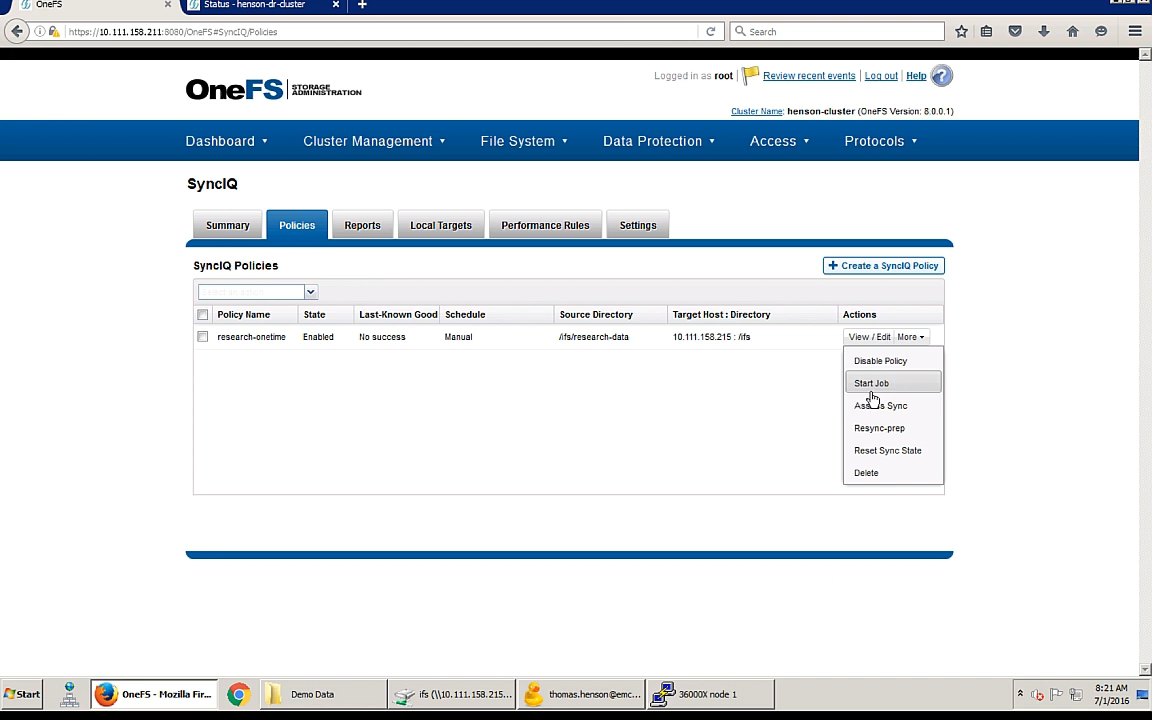 OneFS
Status - henson-dr-cluster
https://10.111.158.211:8080/OneFS#SyncIQ/Policies
Search
Logged in as root
Review recent events
Log out
Help
OneFS STORAGE ADMINISTRATION
Cluster Name: henson-cluster (OneFS Version: 8.0.0.1)
Dashboard
Cluster Management
File System
Data Protection
Access
Protocols
SyncIQ
Summary
Policies
Reports
Local Targets
Performance Rules
Settings
SyncIQ Policies
+ Create a SyncIQ Policy
Policy Name State Last-Known Good Schedule Source Directory Target Host : Directory Actions
research-onetime Enabled No success Manual /ifs/research-data 10.111.158.215 : /ifs View / Edit More
Disable Policy
Start Job
Assess Sync
Resync-prep
Reset Sync State
Delete
Start
OneFS - Mozilla Fir...
Demo Data
ifs (\\10.111.158.215...
thomas.henson@emc...
36000X node 1
8:21 AM
7/1/2016